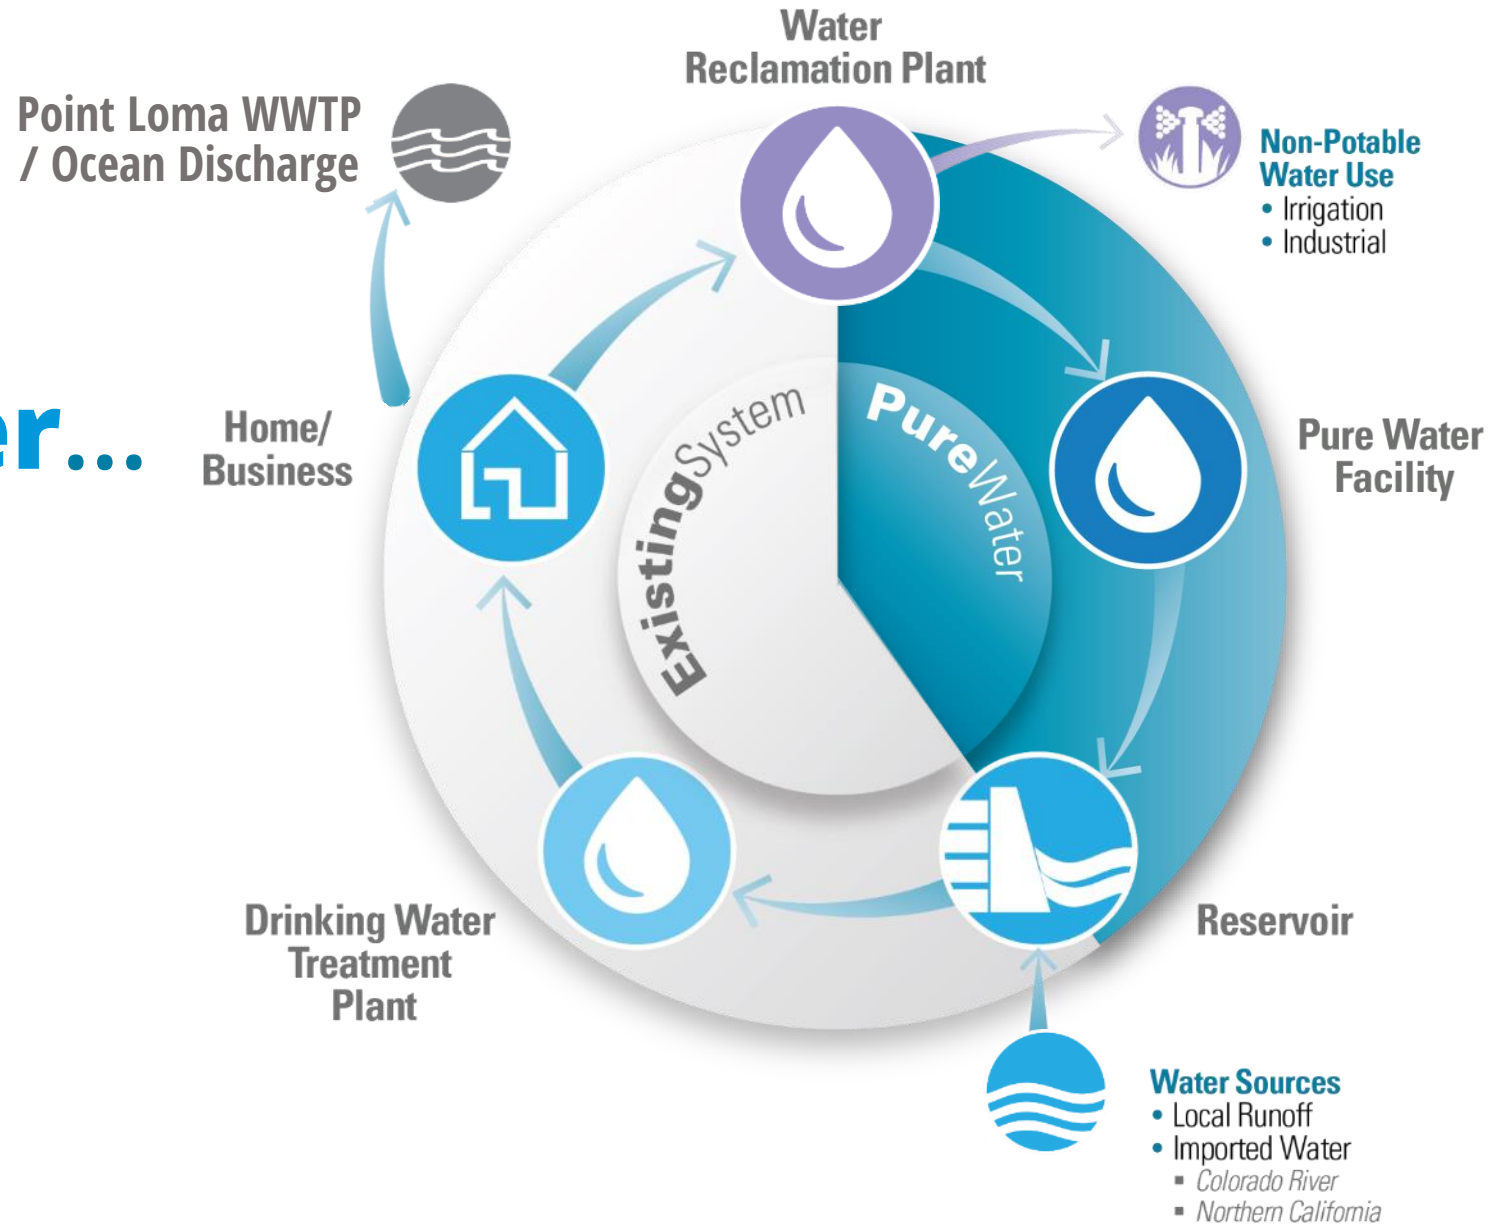 Water
Reclamation Plant
Point Loma WWTP
/ Ocean Discharge
Non-Potable
Water Use
• Irrigation
• Industrial
Home/
Business
ExistingSystem
PureWater
Pure Water
Facility
Drinking Water
Treatment
Plant
Reservoir
Water Sources
• Local Runoff
• Imported Water
▪ Colorado River
▪ Northern California